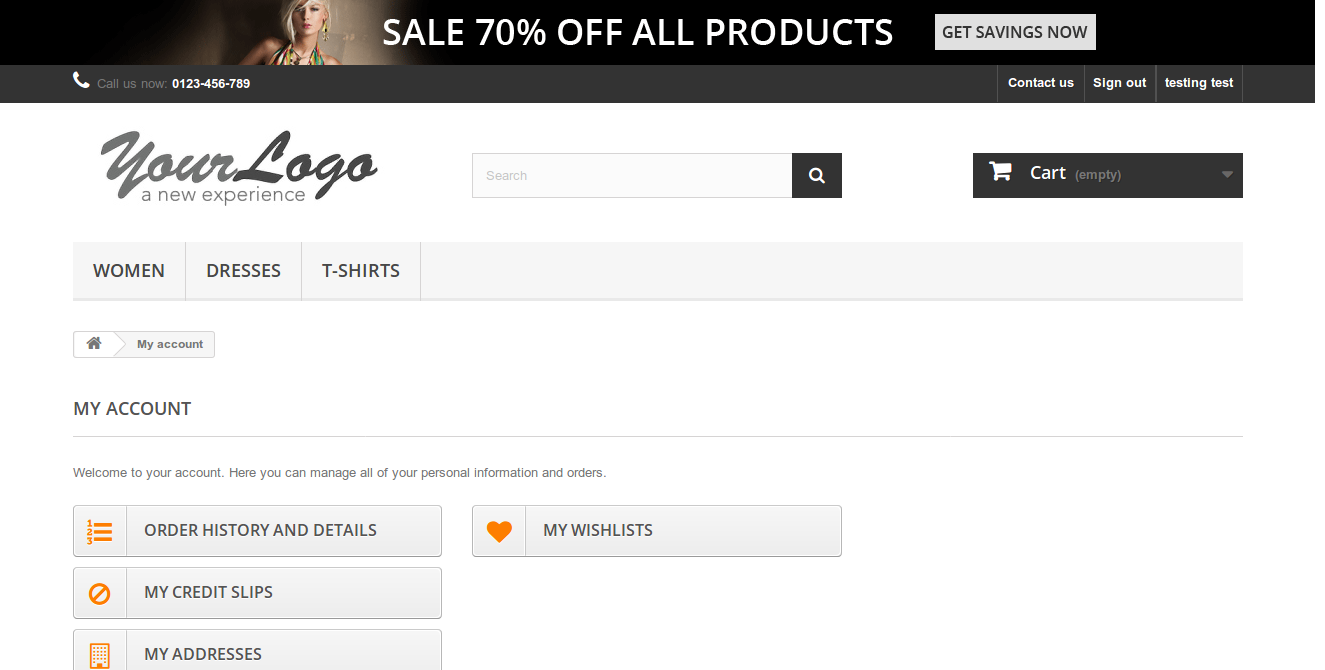 SALE 70% OFF ALL PRODUCTS GET SAVINGS NOW
Call us now: 0123-456-789 Contact us Sign out testing test
YourLogo
a new experience
Search
Cart (empty)
WOMEN DRESSES T-SHIRTS
My account
MY ACCOUNT
Welcome to your account. Here you can manage all of your personal information and orders.
1 2 3 ORDER HISTORY AND DETAILS MY WISHLISTS
MY CREDIT SLIPS
MY ADDRESSES